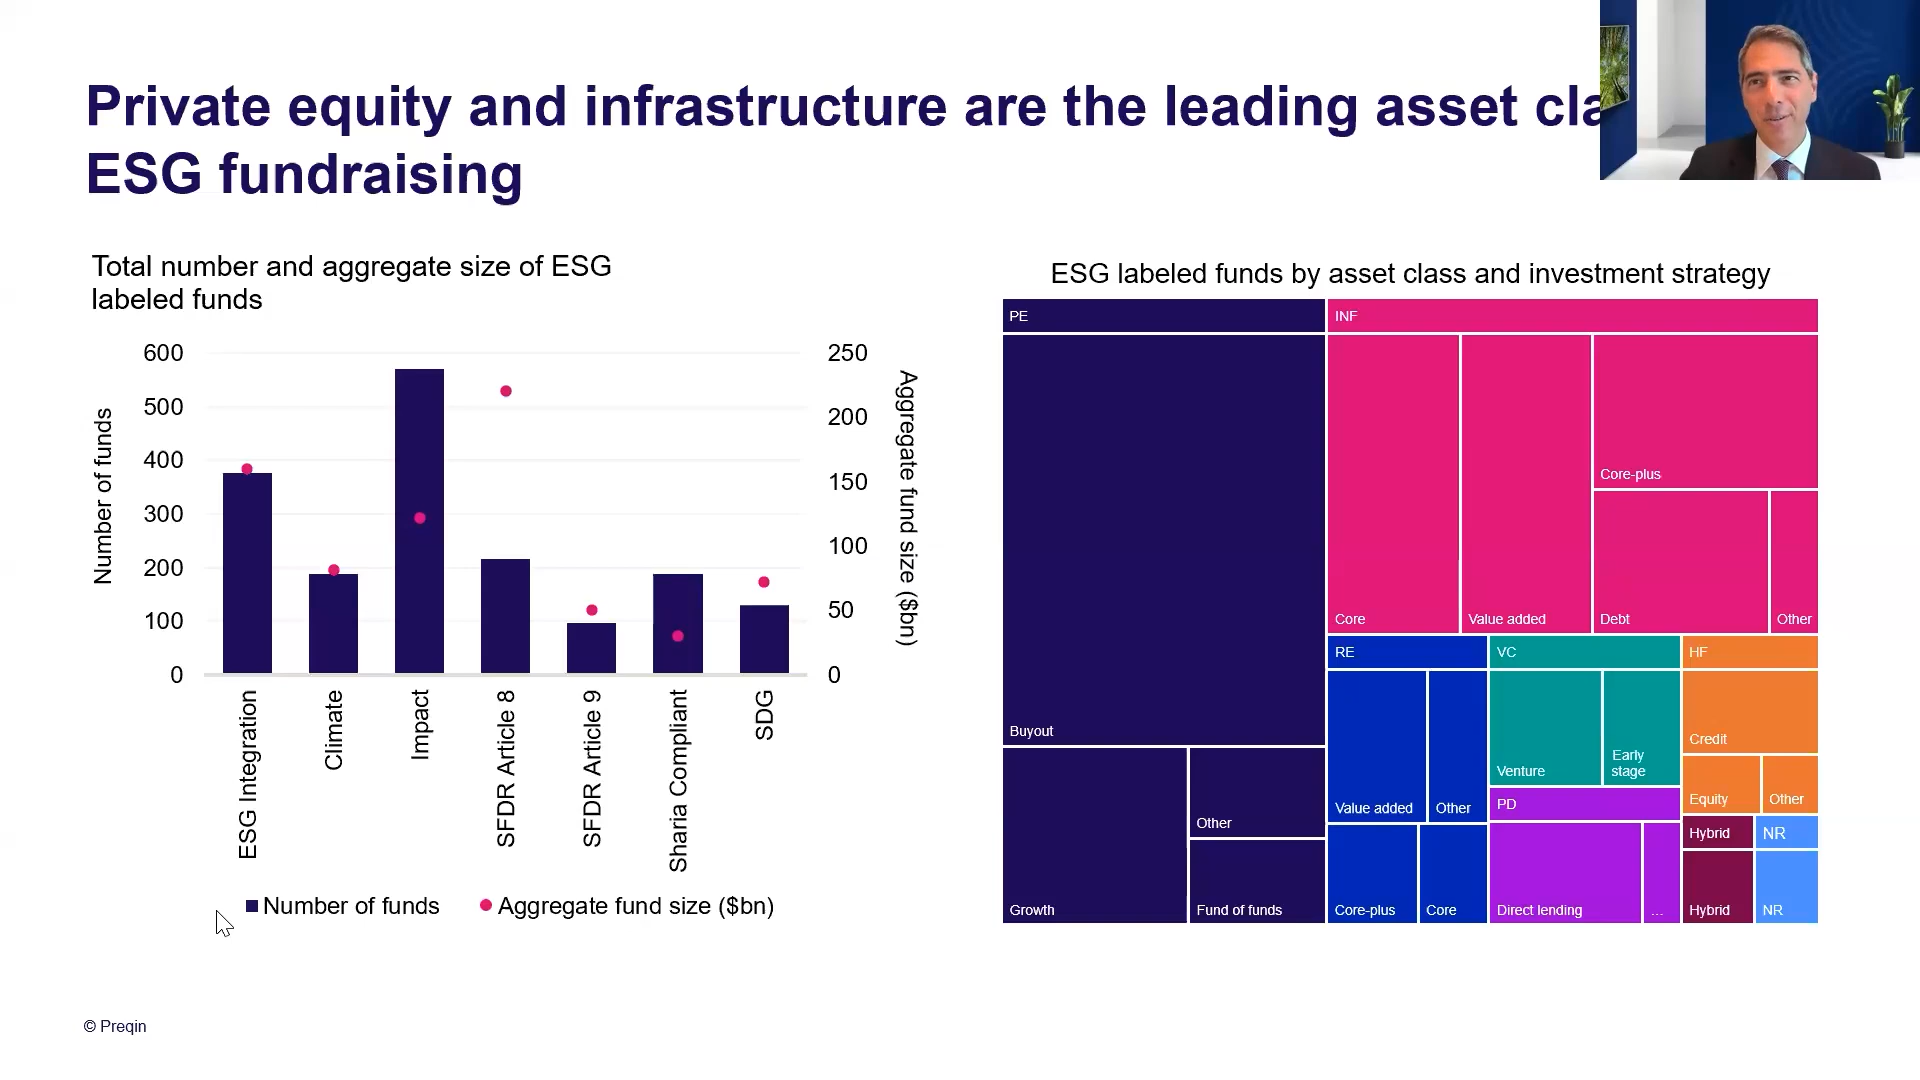 Private equity and infrastructure are the leading asset cla
ESG fundraising
Total number and aggregate size of ESG
labeled funds
600
500
400
300
200
100
0
Number of funds
250
200
150
100
50
0
Aggregate fund size ($bn)
ESG Integration
Climate
Impact
SFDR Article 8
SFDR Article 9
Sharia Compliant
SDG
Number of funds
Aggregate fund size ($bn)
ESG labeled funds by asset class and investment strategy
PE
Buyout
Growth
Other
Fund of funds
INF
Core
Value added
Core-plus
Debt
Other
RE
Value added
Other
Core-plus
Core
VC
Venture
Early
stage
PD
Direct lending
...
HF
Credit
Equity
Other
Hybrid
Hybrid
NR
NR
© Preqin